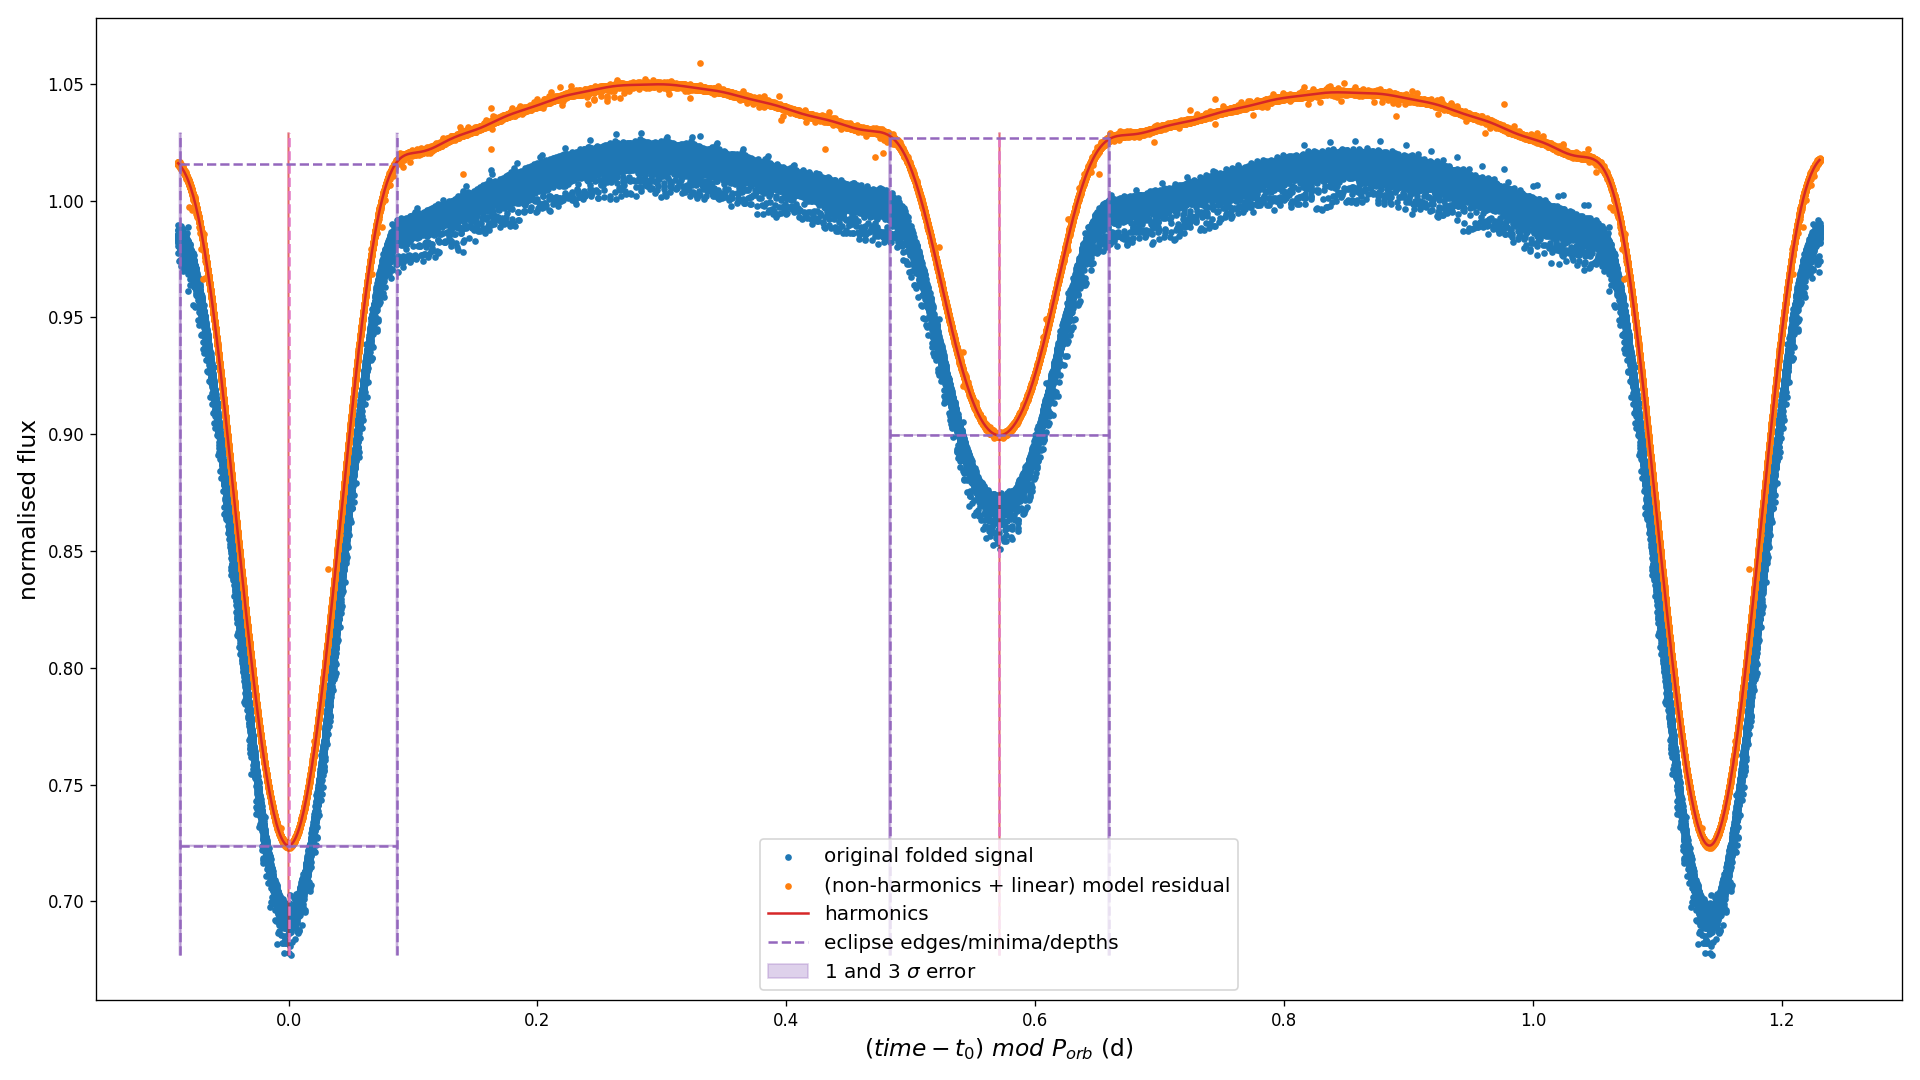 normalised flux
1.05
1.00
0.95
0.90
0.85
0.80
0.75
0.70
original folded signal
(non-harmonics + linear) model residual
harmonics
eclipse edges/minima/depths
1 and 3 σ error
0.0 0.2 0.4 0.6 0.8 1.0 1.2
(time − t₀) mod Pₒᵣb (d)